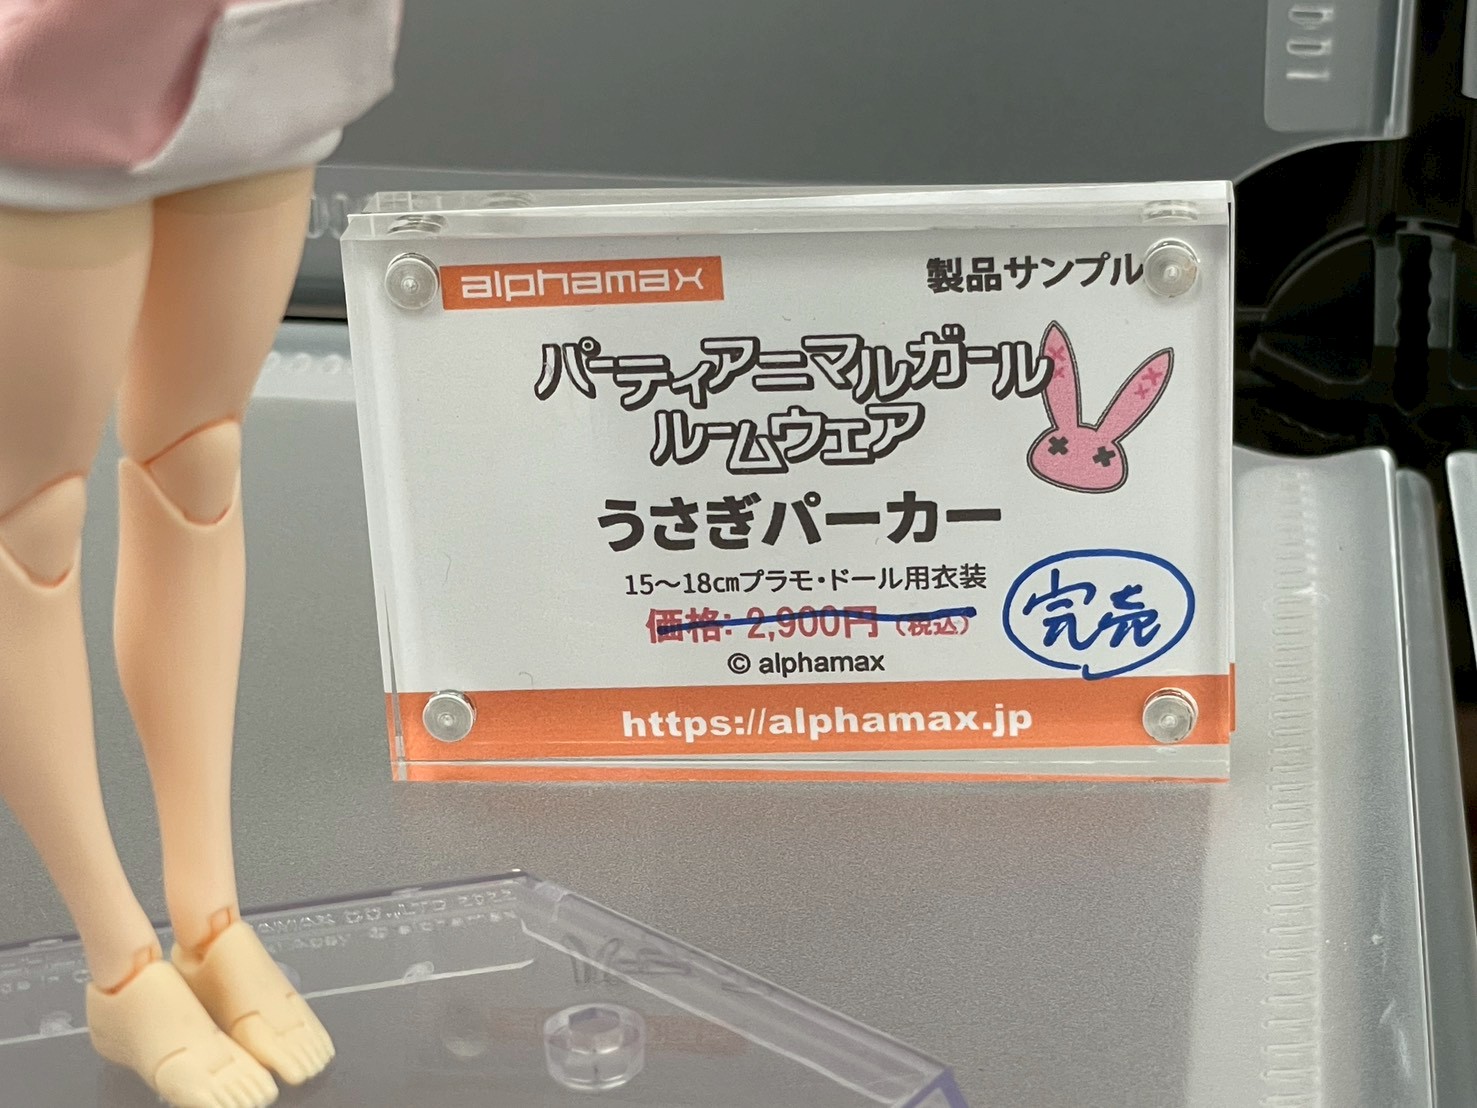 alphamax
製品サンプル
パーティアニマルガール
ルームウェア
うさぎパーカー
15～18cmプラモ・ドール用衣装
価格: 2,900円 (税込)
完売
© alphamax
https://alphamax.jp